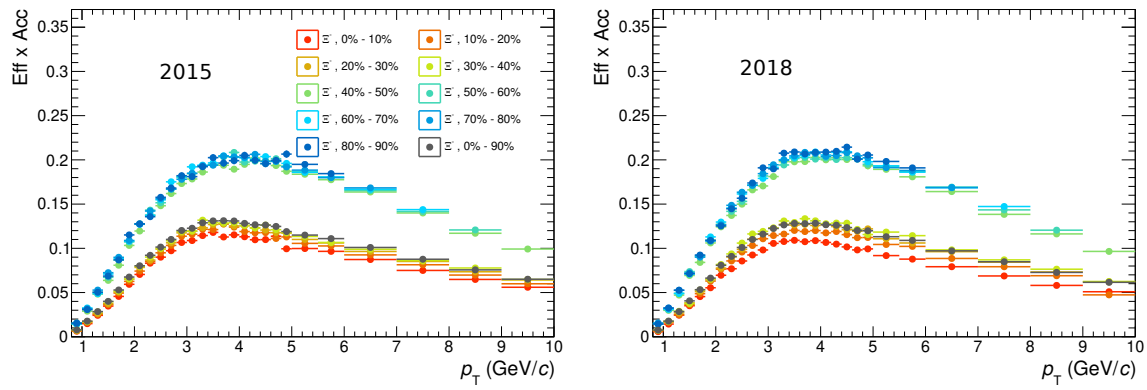 Eff x Acc
0.35
0.3
0.25
0.2
0.15
0.1
0.05
0
2015
Ξ⁻, 0% - 10%
Ξ⁻, 10% - 20%
Ξ⁻, 20% - 30%
Ξ⁻, 30% - 40%
Ξ⁻, 40% - 50%
Ξ⁻, 50% - 60%
Ξ⁻, 60% - 70%
Ξ⁻, 70% - 80%
Ξ⁻, 80% - 90%
Ξ⁻, 0% - 90%
1 2 3 4 5 6 7 8 9 10
p_T (GeV/c)
Eff x Acc
0.35
0.3
0.25
0.2
0.15
0.1
0.05
0
2018
1 2 3 4 5 6 7 8 9 10
p_T (GeV/c)